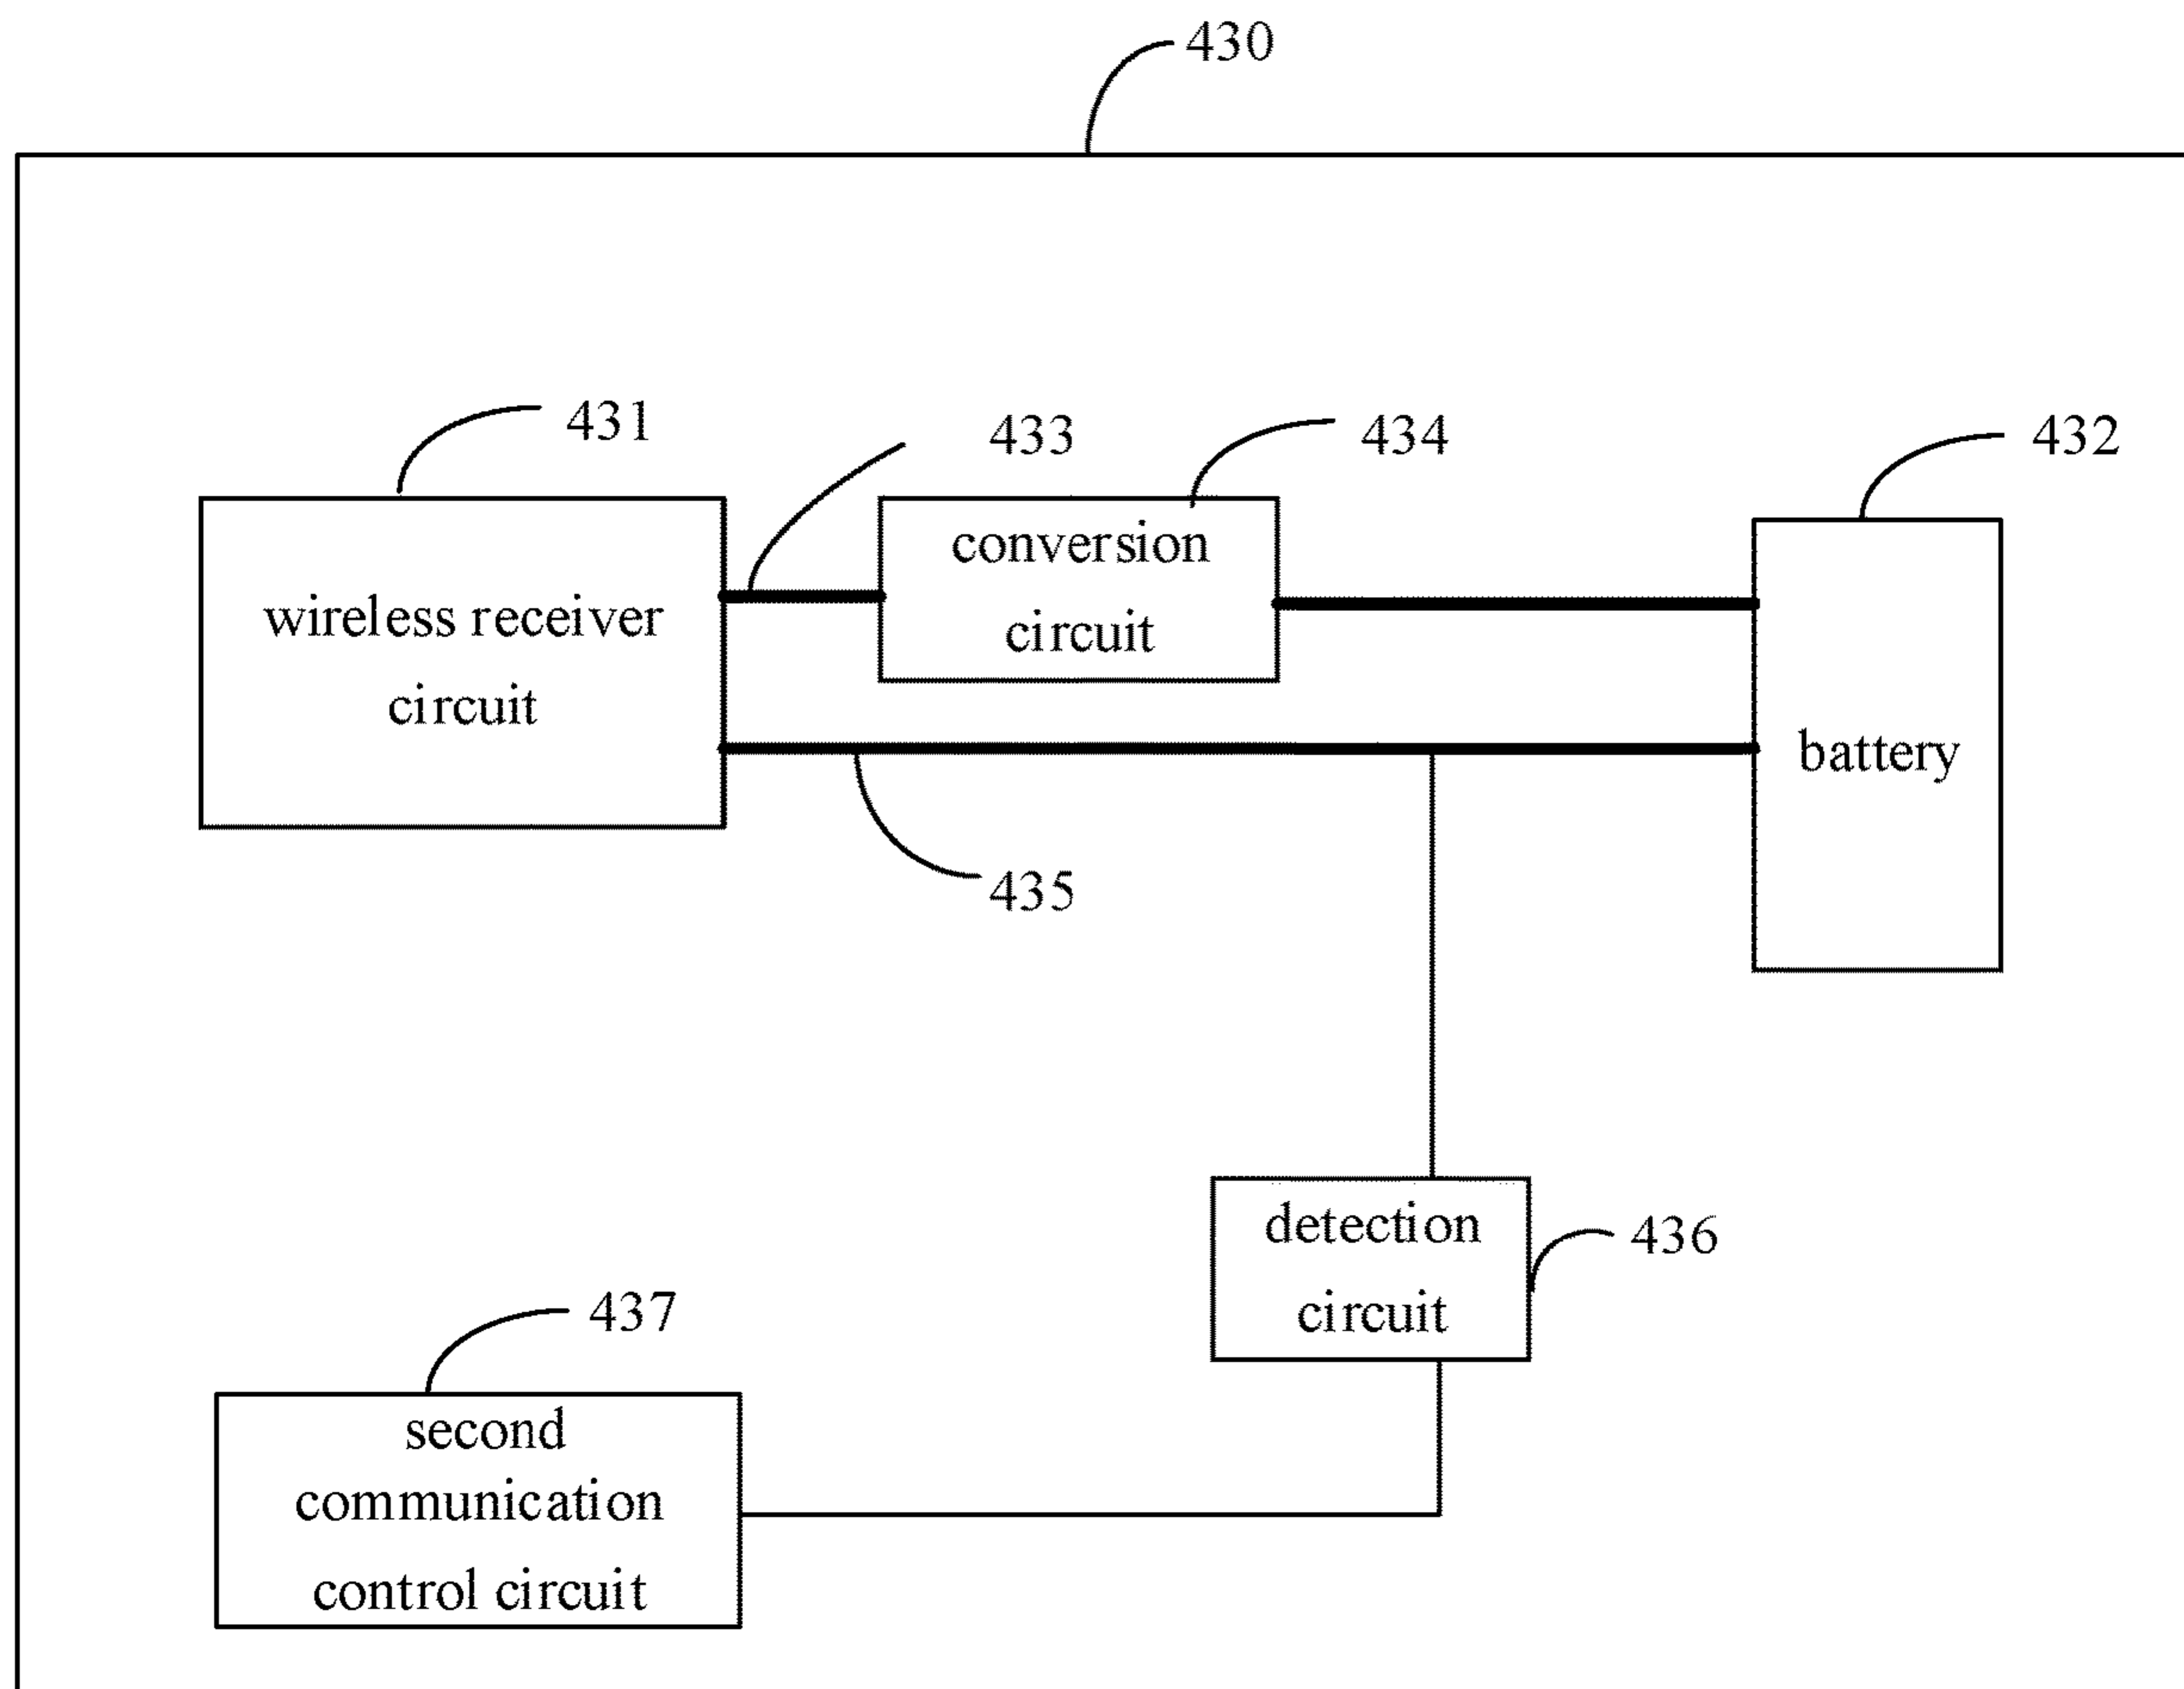 430
431
433
434
432
wireless receiver
circuit
conversion
circuit
battery
435
detection
circuit
436
437
second
communication
control circuit